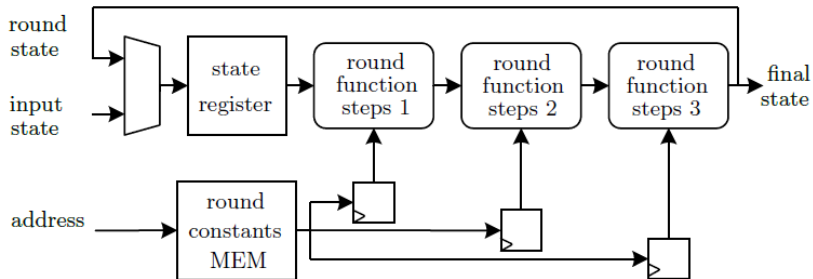 round
state
input
state
state
register
round
function
steps 1
round
function
steps 2
round
function
steps 3
final
state
address
round
constants
MEM